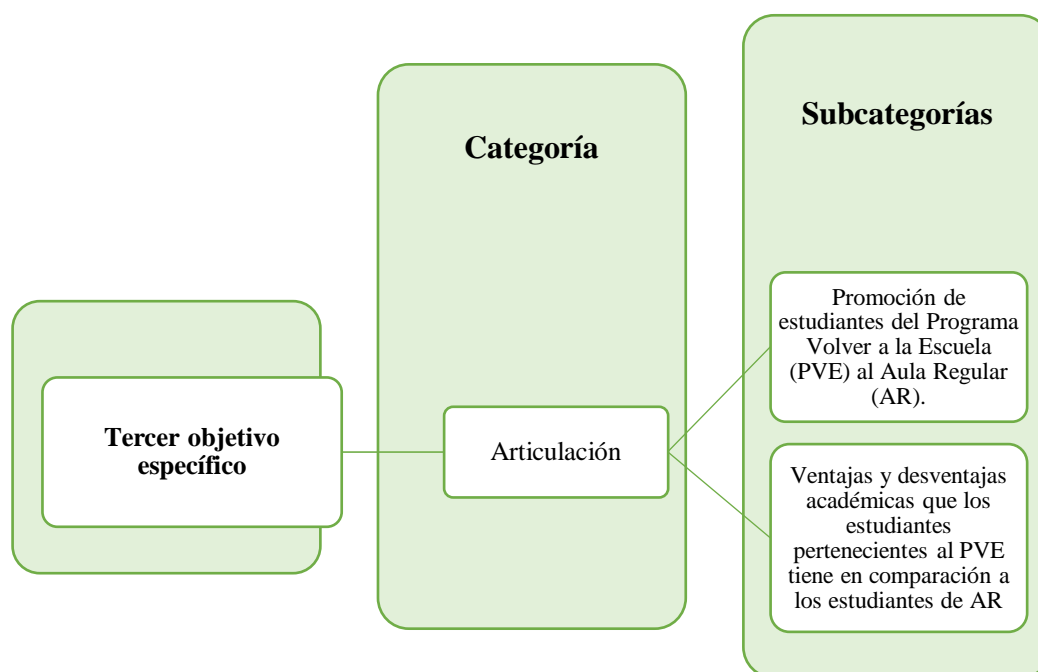 Subcategorías
Categoría
Promoción de
estudiantes del Programa
Volver a la Escuela
(PVE) al Aula Regular
(AR).
Tercer objetivo
específico
Articulación
Ventajas y desventajas
académicas que los
estudiantes
pertenecientes al PVE
tiene en comparación a
los estudiantes de AR